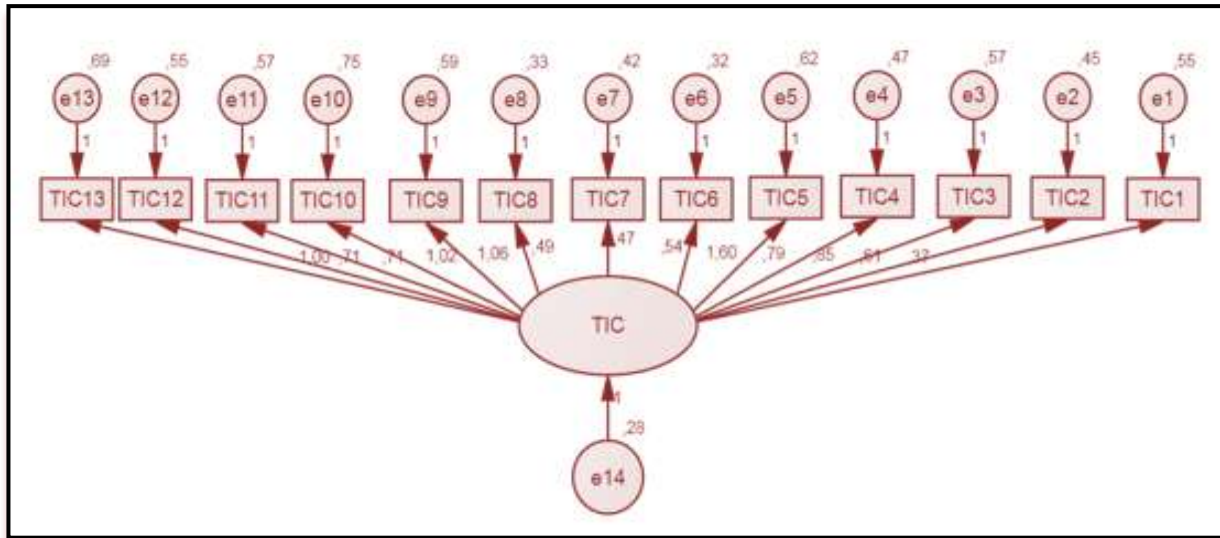 ,69 ,55 ,57 ,75 ,59 ,33 ,42 ,32 ,62 ,47 ,57 ,45 ,55
e13 e12 e11 e10 e9 e8 e7 e6 e5 e4 e3 e2 e1
1 1 1 1 1 1 1 1 1 1 1 1 1
TIC13 TIC12 TIC11 TIC10 TIC9 TIC8 TIC7 TIC6 TIC5 TIC4 TIC3 TIC2 TIC1
1,00 ,71 ,71 1,02 1,06 ,49 ,47 ,54 1,60 ,79 ,85 ,37
TIC
1
,28
e14